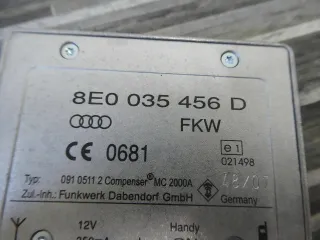 8E0 035 456 D
FKW
CE 0681
e1
021498
Typ: 091 0511 2 Compenser® MC 2000A
Zul.-Inh.: Funkwerk Dabendorf GmbH
Germany
12V
Handy